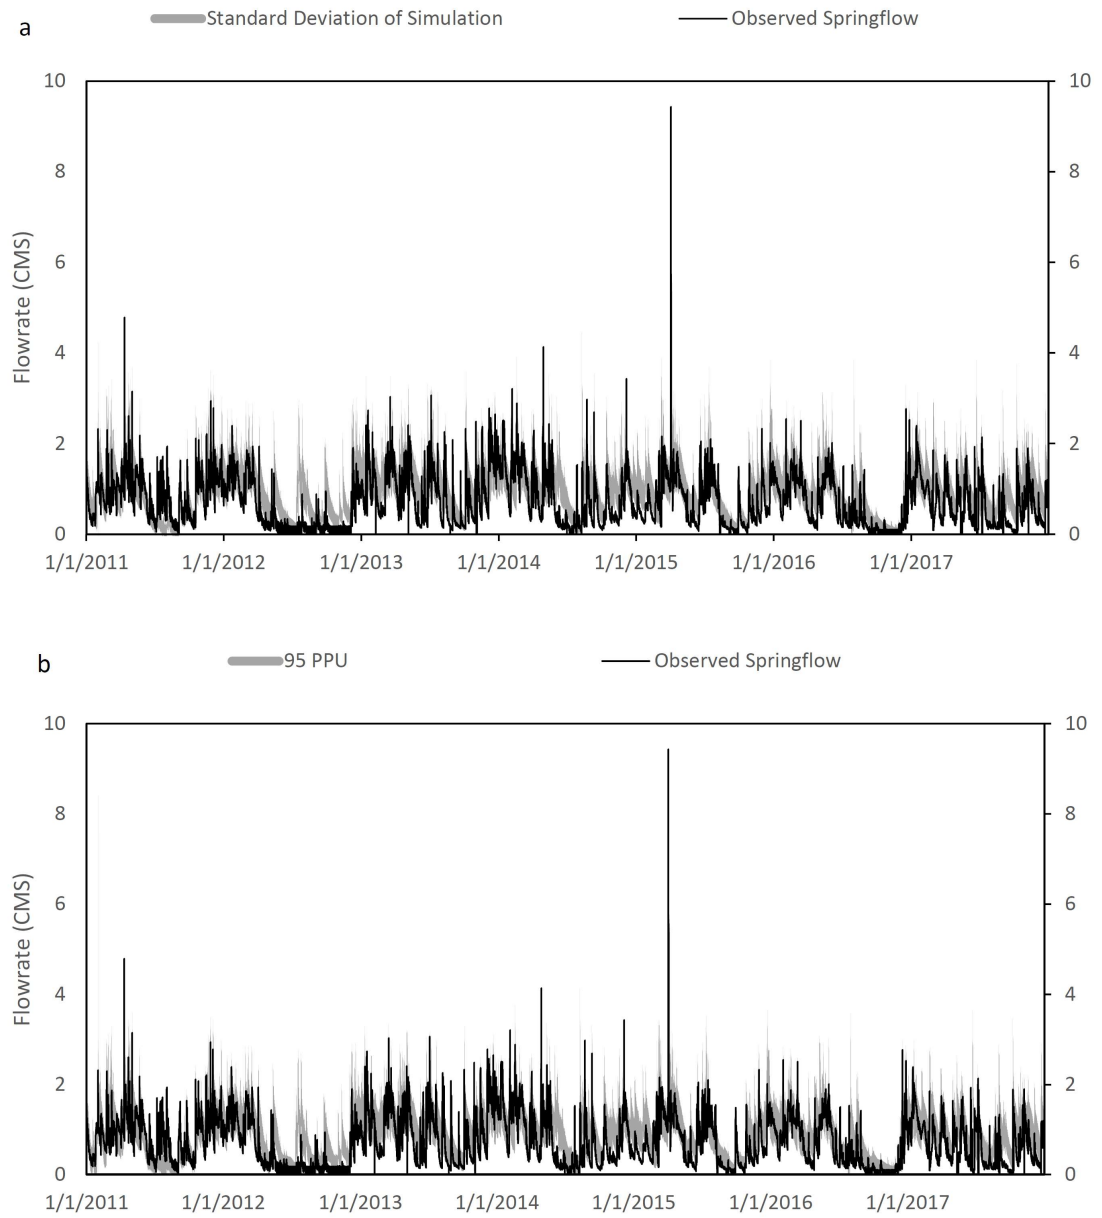 a
Standard Deviation of Simulation Observed Springflow
10 10
8 8
6 6
4 4
2 2
0 0
Flowrate (CMS)
1/1/2011 1/1/2012 1/1/2013 1/1/2014 1/1/2015 1/1/2016 1/1/2017
b
95 PPU Observed Springflow
10 10
8 8
6 6
4 4
2 2
0 0
Flowrate (CMS)
1/1/2011 1/1/2012 1/1/2013 1/1/2014 1/1/2015 1/1/2016 1/1/2017